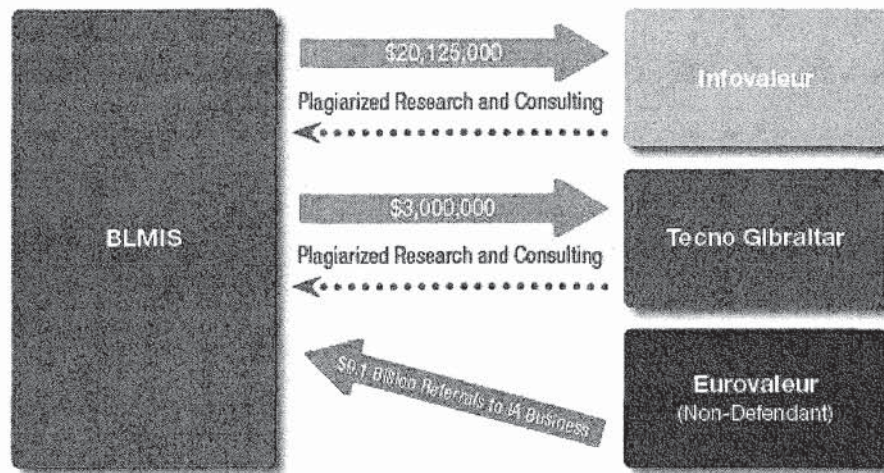 $20,125,000
Infovaleur
Plagiarized Research and Consulting
$3,000,000
BLMIS
Tecno Gibraltar
Plagiarized Research and Consulting
$9.1 Billion Referrals to IA Business
Eurovaleur
(Non-Defendant)